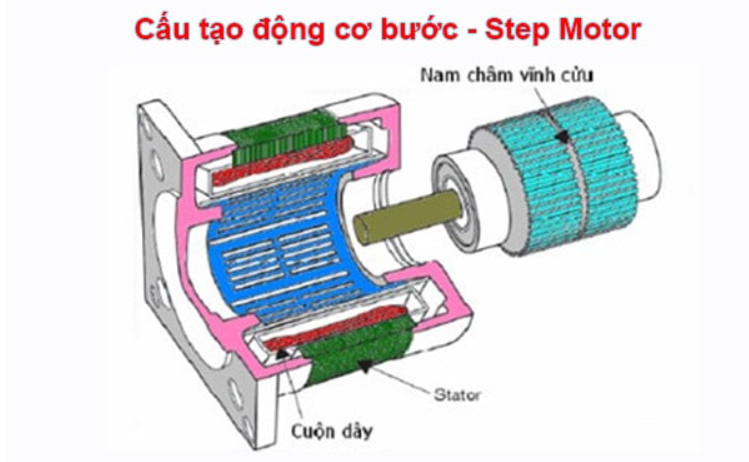 Cấu tạo động cơ bước - Step Motor
Nam châm vĩnh cửu
Stator
Cuộn dây